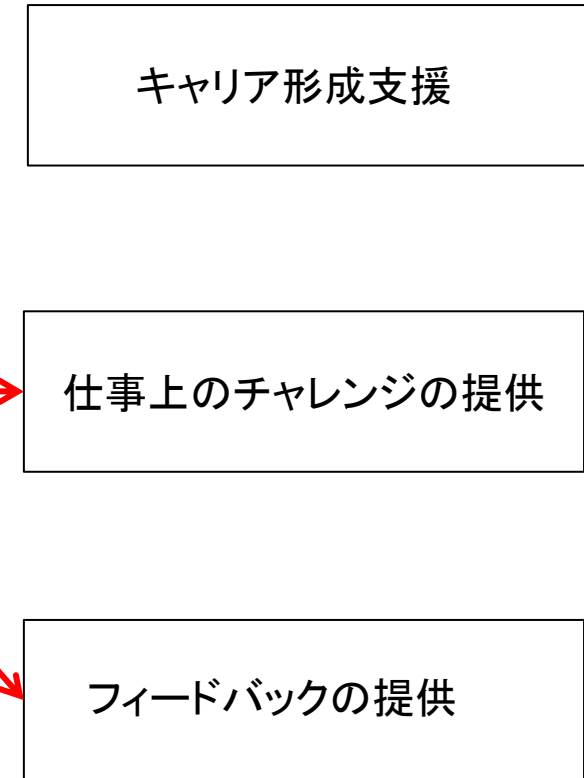 キャリア形成支援
仕事上のチャレンジの提供
フィードバックの提供